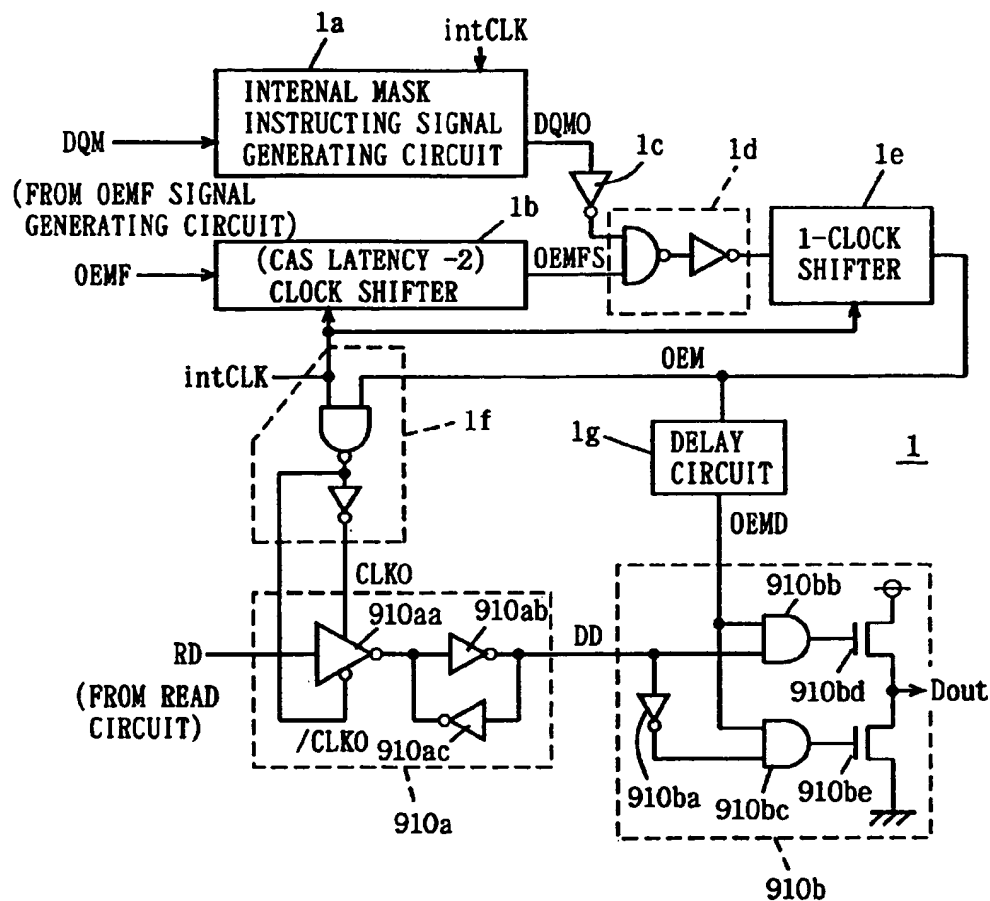 1a
intCLK
INTERNAL MASK
INSTRUCTING SIGNAL
GENERATING CIRCUIT
DQM
DQM0
1c
1d
1e
(FROM OEMF SIGNAL
GENERATING CIRCUIT)
1b
(CAS LATENCY -2)
CLOCK SHIFTER
OEMF
OEMFS
1-CLOCK
SHIFTER
intCLK
OEM
1f
1g
DELAY
CIRCUIT
1
OEMD
CLKO
910aa
910ab
DD
910bb
RD
(FROM READ
CIRCUIT)
/CLKO
910ac
910bd
Dout
910ba
910bc
910be
910a
910b